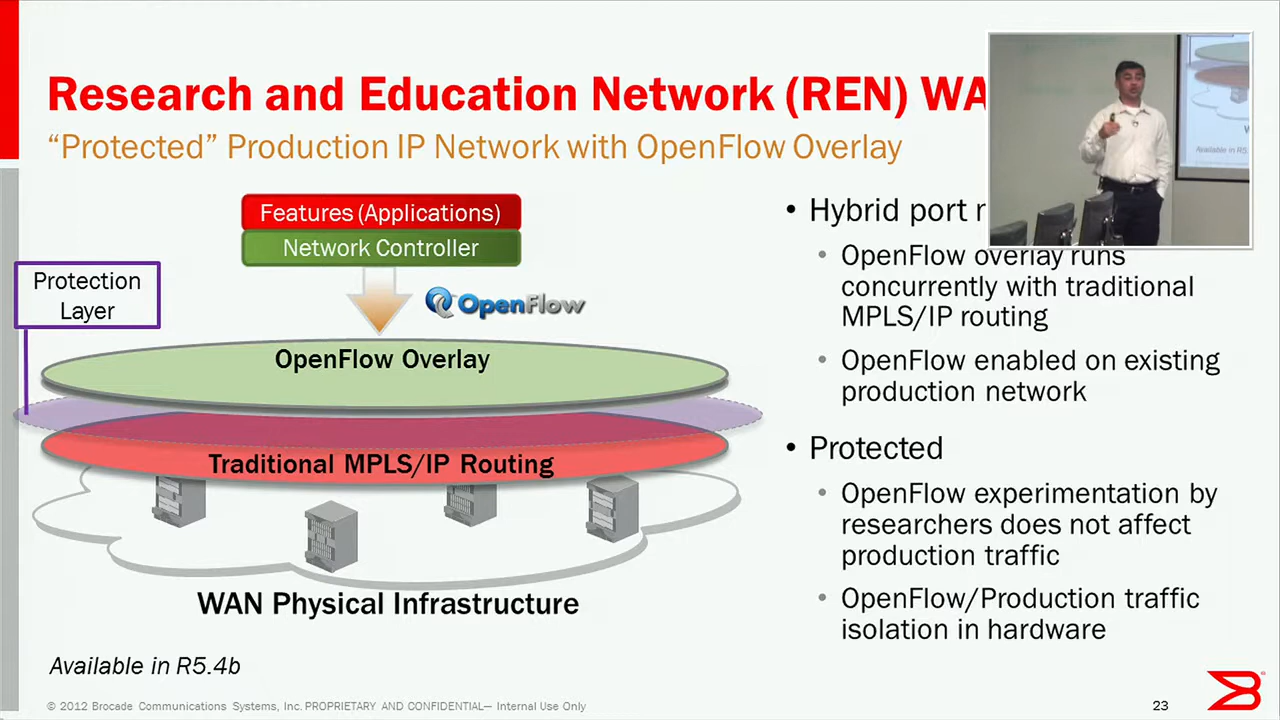 Research and Education Network (REN)
"Protected" Production IP Network with OpenFlow Overlay
Features (Applications)
Network Controller
OpenFlow
Protection
Layer
OpenFlow Overlay
Traditional MPLS/IP Routing
WAN Physical Infrastructure
Available in R5.4b
• Hybrid port
• OpenFlow overlay runs
concurrently with traditional
MPLS/IP routing
• OpenFlow enabled on existing
production network
• Protected
• OpenFlow experimentation by
researchers does not affect
production traffic
• OpenFlow/Production traffic
isolation in hardware
Available in R5.
© 2012 Brocade Communications Systems, Inc. PROPRIETARY AND CONFIDENTIAL— Internal Use Only
23